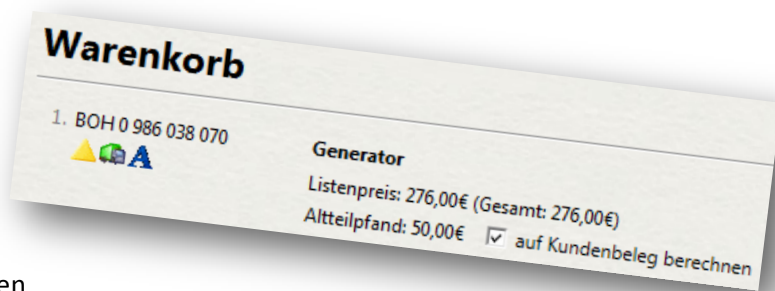 Warenkorb
1. BOH 0 986 038 070
Generator
Listenpreis: 276,00€ (Gesamt: 276,00€)
Altteilpfand: 50,00€ auf Kundenbeleg berechnen
en